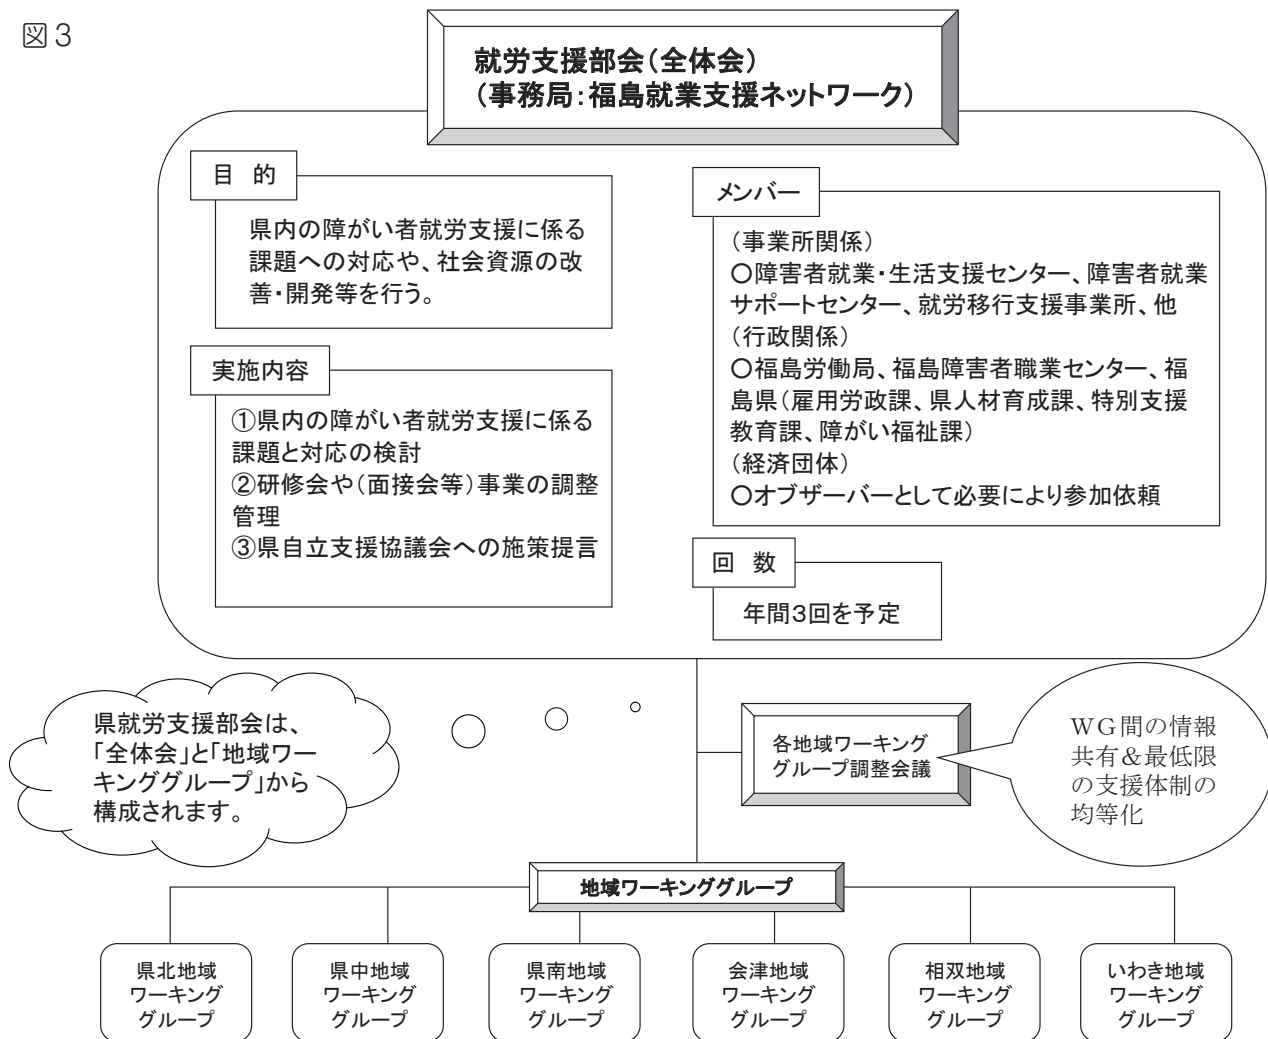 図3
就労支援部会(全体会)
(事務局:福島就業支援ネットワーク)
目 的
県内の障がい者就労支援に係る
課題への対応や、社会資源の改
善・開発等を行う。
実施内容
①県内の障がい者就労支援に係る
課題と対応の検討
②研修会や(面接会等)事業の調整
管理
③県自立支援協議会への施策提言
メンバー
(事業所関係)
○障害者就業・生活支援センター、障害者就業
サポートセンター、就労移行支援事業所、他
(行政関係)
○福島労働局、福島障害者職業センター、福
島県(雇用労政課、県人材育成課、特別支援
教育課、障がい福祉課)
(経済団体)
○オブザーバーとして必要により参加依頼
回 数
年間3回を予定
県就労支援部会は、
「全体会」と「地域ワー
キンググループ」から
構成されます。
各地域ワーキング
グループ調整会議
WG間の情報
共有&最低限
の支援体制の
均等化
地域ワーキンググループ
県北地域
ワーキング
グループ
県中地域
ワーキング
グループ
県南地域
ワーキング
グループ
会津地域
ワーキング
グループ
相双地域
ワーキング
グループ
いわき地域
ワーキング
グループ